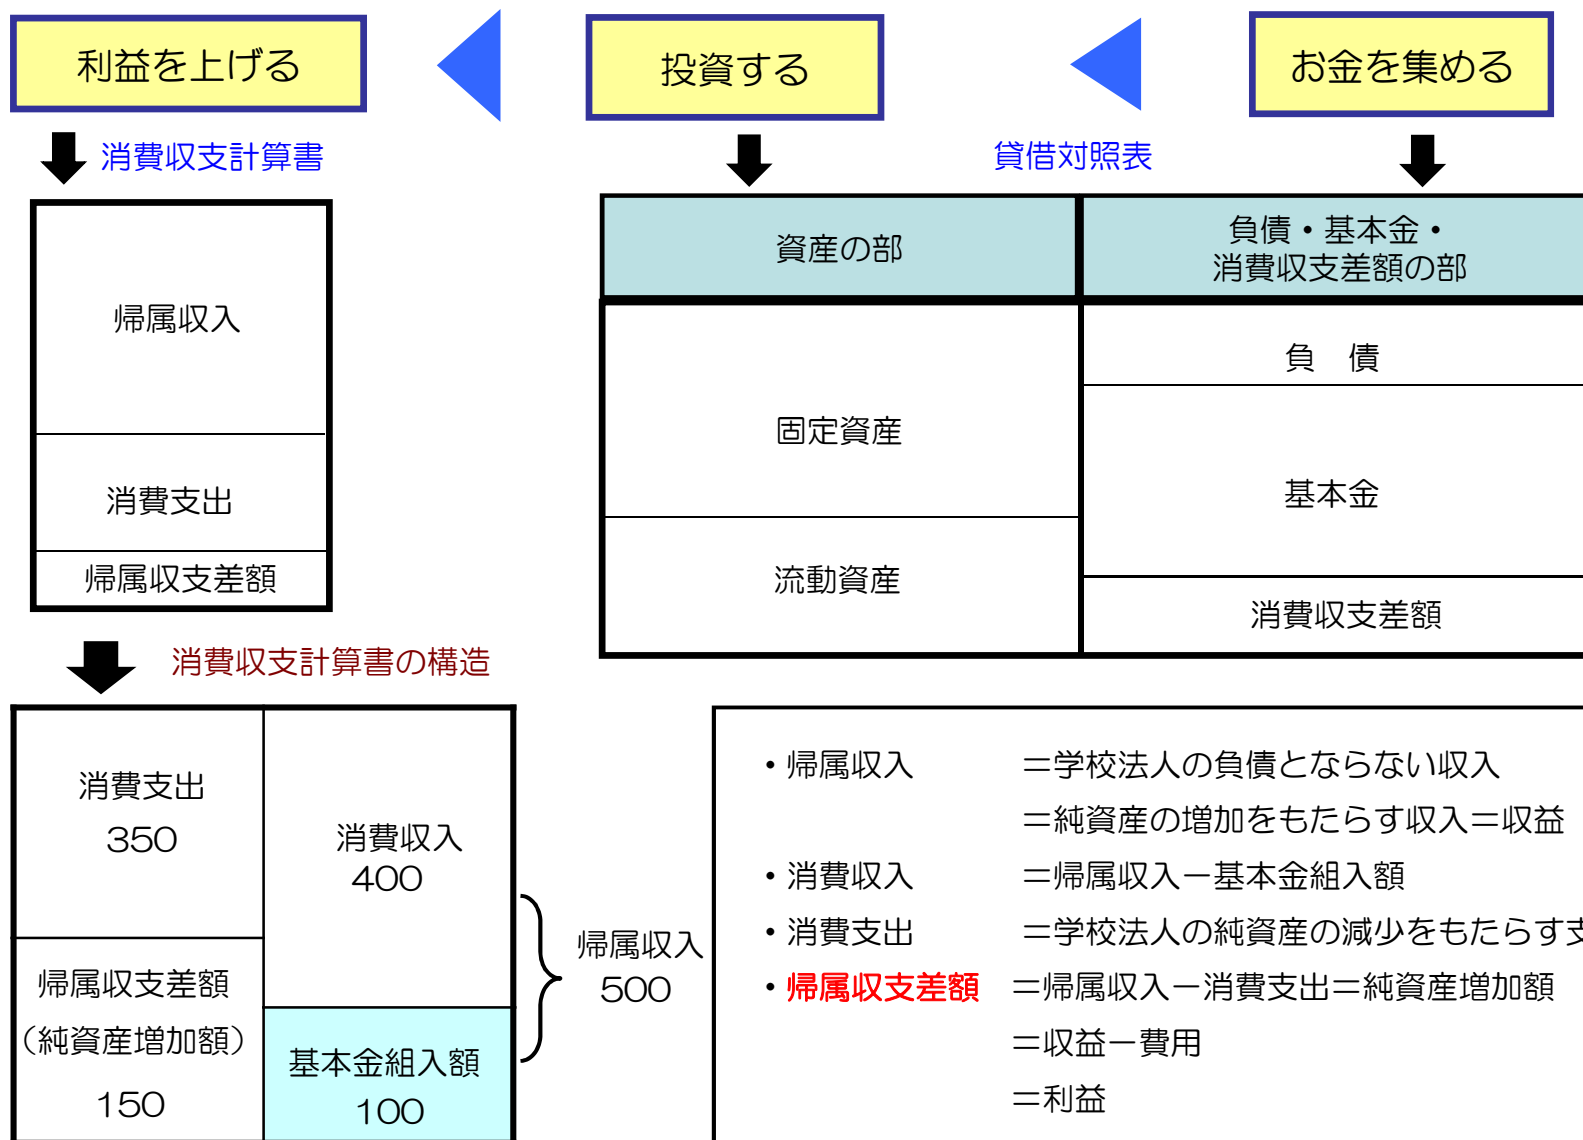 利益を上げる
投資する
お金を集める
消費収支計算書
貸借対照表
帰属収入
消費支出
帰属収支差額
資産の部
負債・基本金・
消費収支差額の部
固定資産
流動資産
負　債
基本金
消費収支差額
消費収支計算書の構造
消費支出
350
帰属収支差額
（純資産増加額）
150
消費収入
400
基本金組入額
100
帰属収入
500
・帰属収入　＝学校法人の負債とならない収入
＝純資産の増加をもたらす収入＝収益
・消費収入　＝帰属収入－基本金組入額
・消費支出　＝学校法人の純資産の減少をもたらす支
・帰属収支差額　＝帰属収入－消費支出＝純資産増加額
＝収益－費用
＝利益